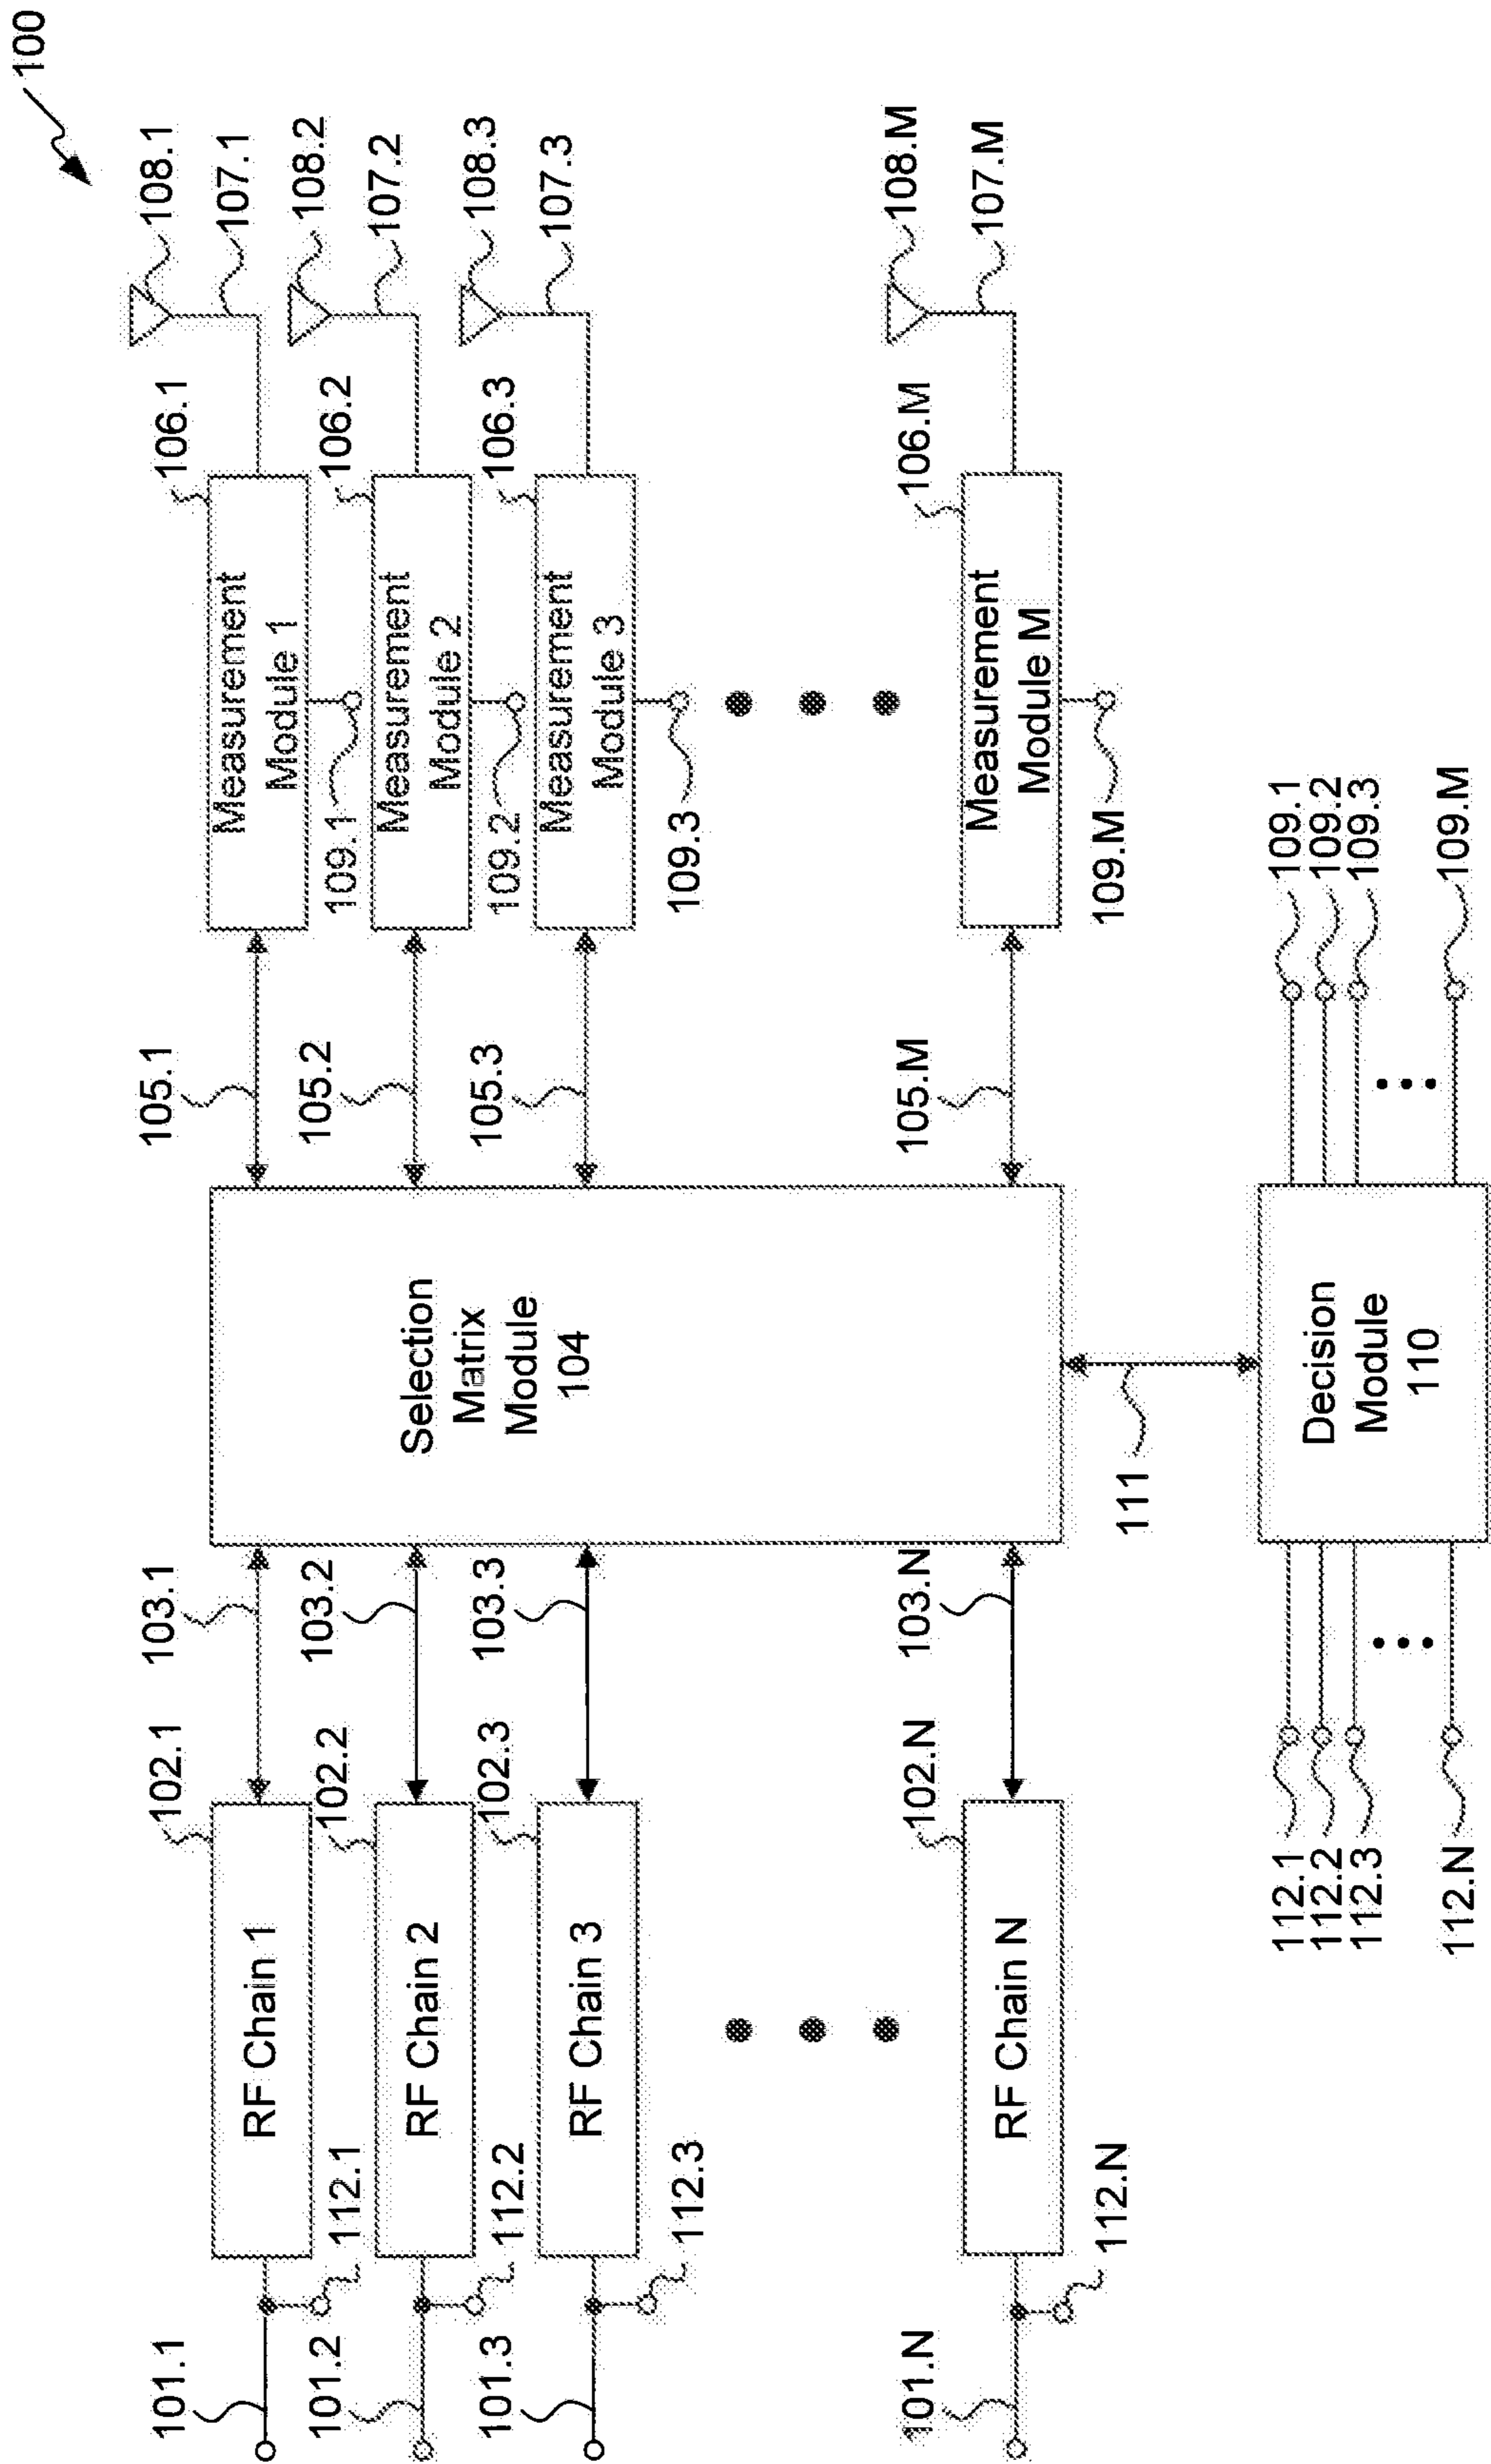 100
108.1
107.1
108.2
107.2
108.3
107.3
108.M
107.M
106.1
106.2
106.3
106.M
Measurement
Module 1
Measurement
Module 2
Measurement
Module 3
Measurement
Module M
109.1
109.2
109.3
109.M
105.1
105.2
105.3
105.M
Selection
Matrix
Module
104
103.1
103.2
103.3
103.N
102.1
102.2
102.3
102.N
RF Chain 1
RF Chain 2
RF Chain 3
RF Chain N
112.1
112.2
112.3
112.N
101.1
101.2
101.3
101.N
111
Decision
Module
110
109.1
109.2
109.3
109.M
112.1
112.2
112.3
112.N